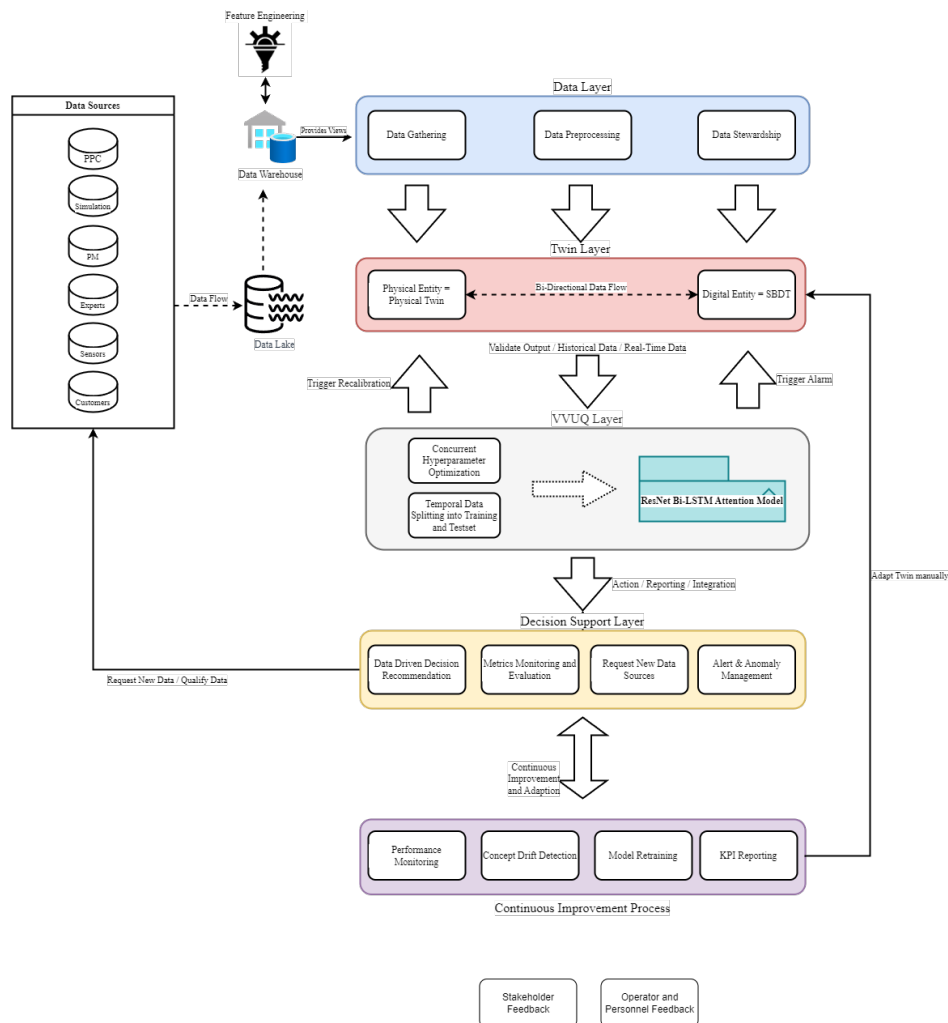 Feature Engineering
Data Sources
PPC
Simulation
PM
Experts
Sensors
Customers
Data Flow
Data Lake
Data Warehouse
Provides Views
Data Layer
Data Gathering
Data Preprocessing
Data Stewardship
Twin Layer
Physical Entity =
Physical Twin
Bi-Directional Data Flow
Digital Entity = SBDT
Validate Output / Historical Data / Real-Time Data
Trigger Recalibration
Trigger Alarm
VVUQ Layer
Concurrent
Hyperparameter
Optimization
Temporal Data
Splitting into Training
and Testset
ResNet Bi-LSTM Attention Model
Action / Reporting / Integration
Adapt Twin manually
Decision Support Layer
Data Driven Decision
Recommendation
Metrics Monitoring and
Evaluation
Request New Data
Sources
Alert & Anomaly
Management
Request New Data / Qualify Data
Continuous
Improvement
and Adaption
Performance
Monitoring
Concept Drift Detection
Model Retraining
KPI Reporting
Continuous Improvement Process
Stakeholder
Feedback
Operator and
Personnel Feedback